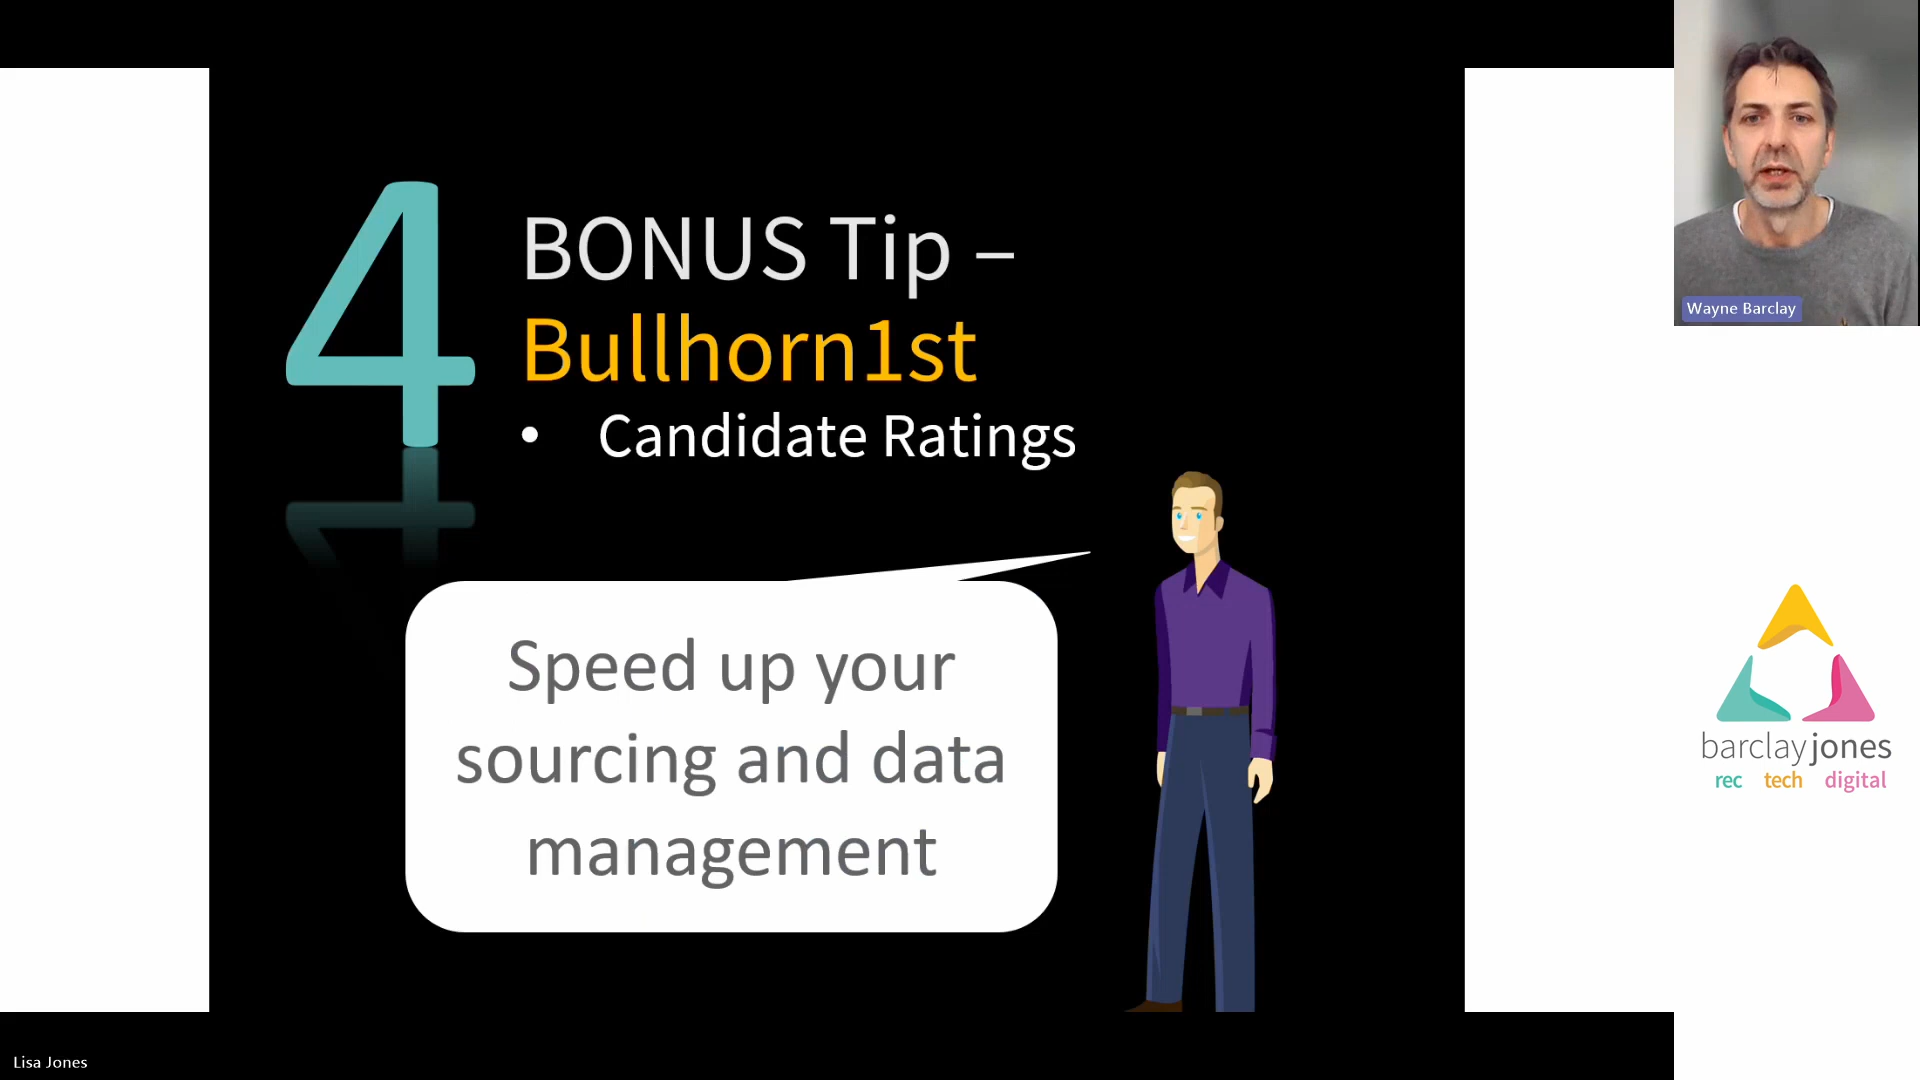 4
BONUS Tip –
Bullhorn1st
• Candidate Ratings
Speed up your
sourcing and data
management
Wayne Barclay
barclayjones
rec tech digital
Lisa Jones